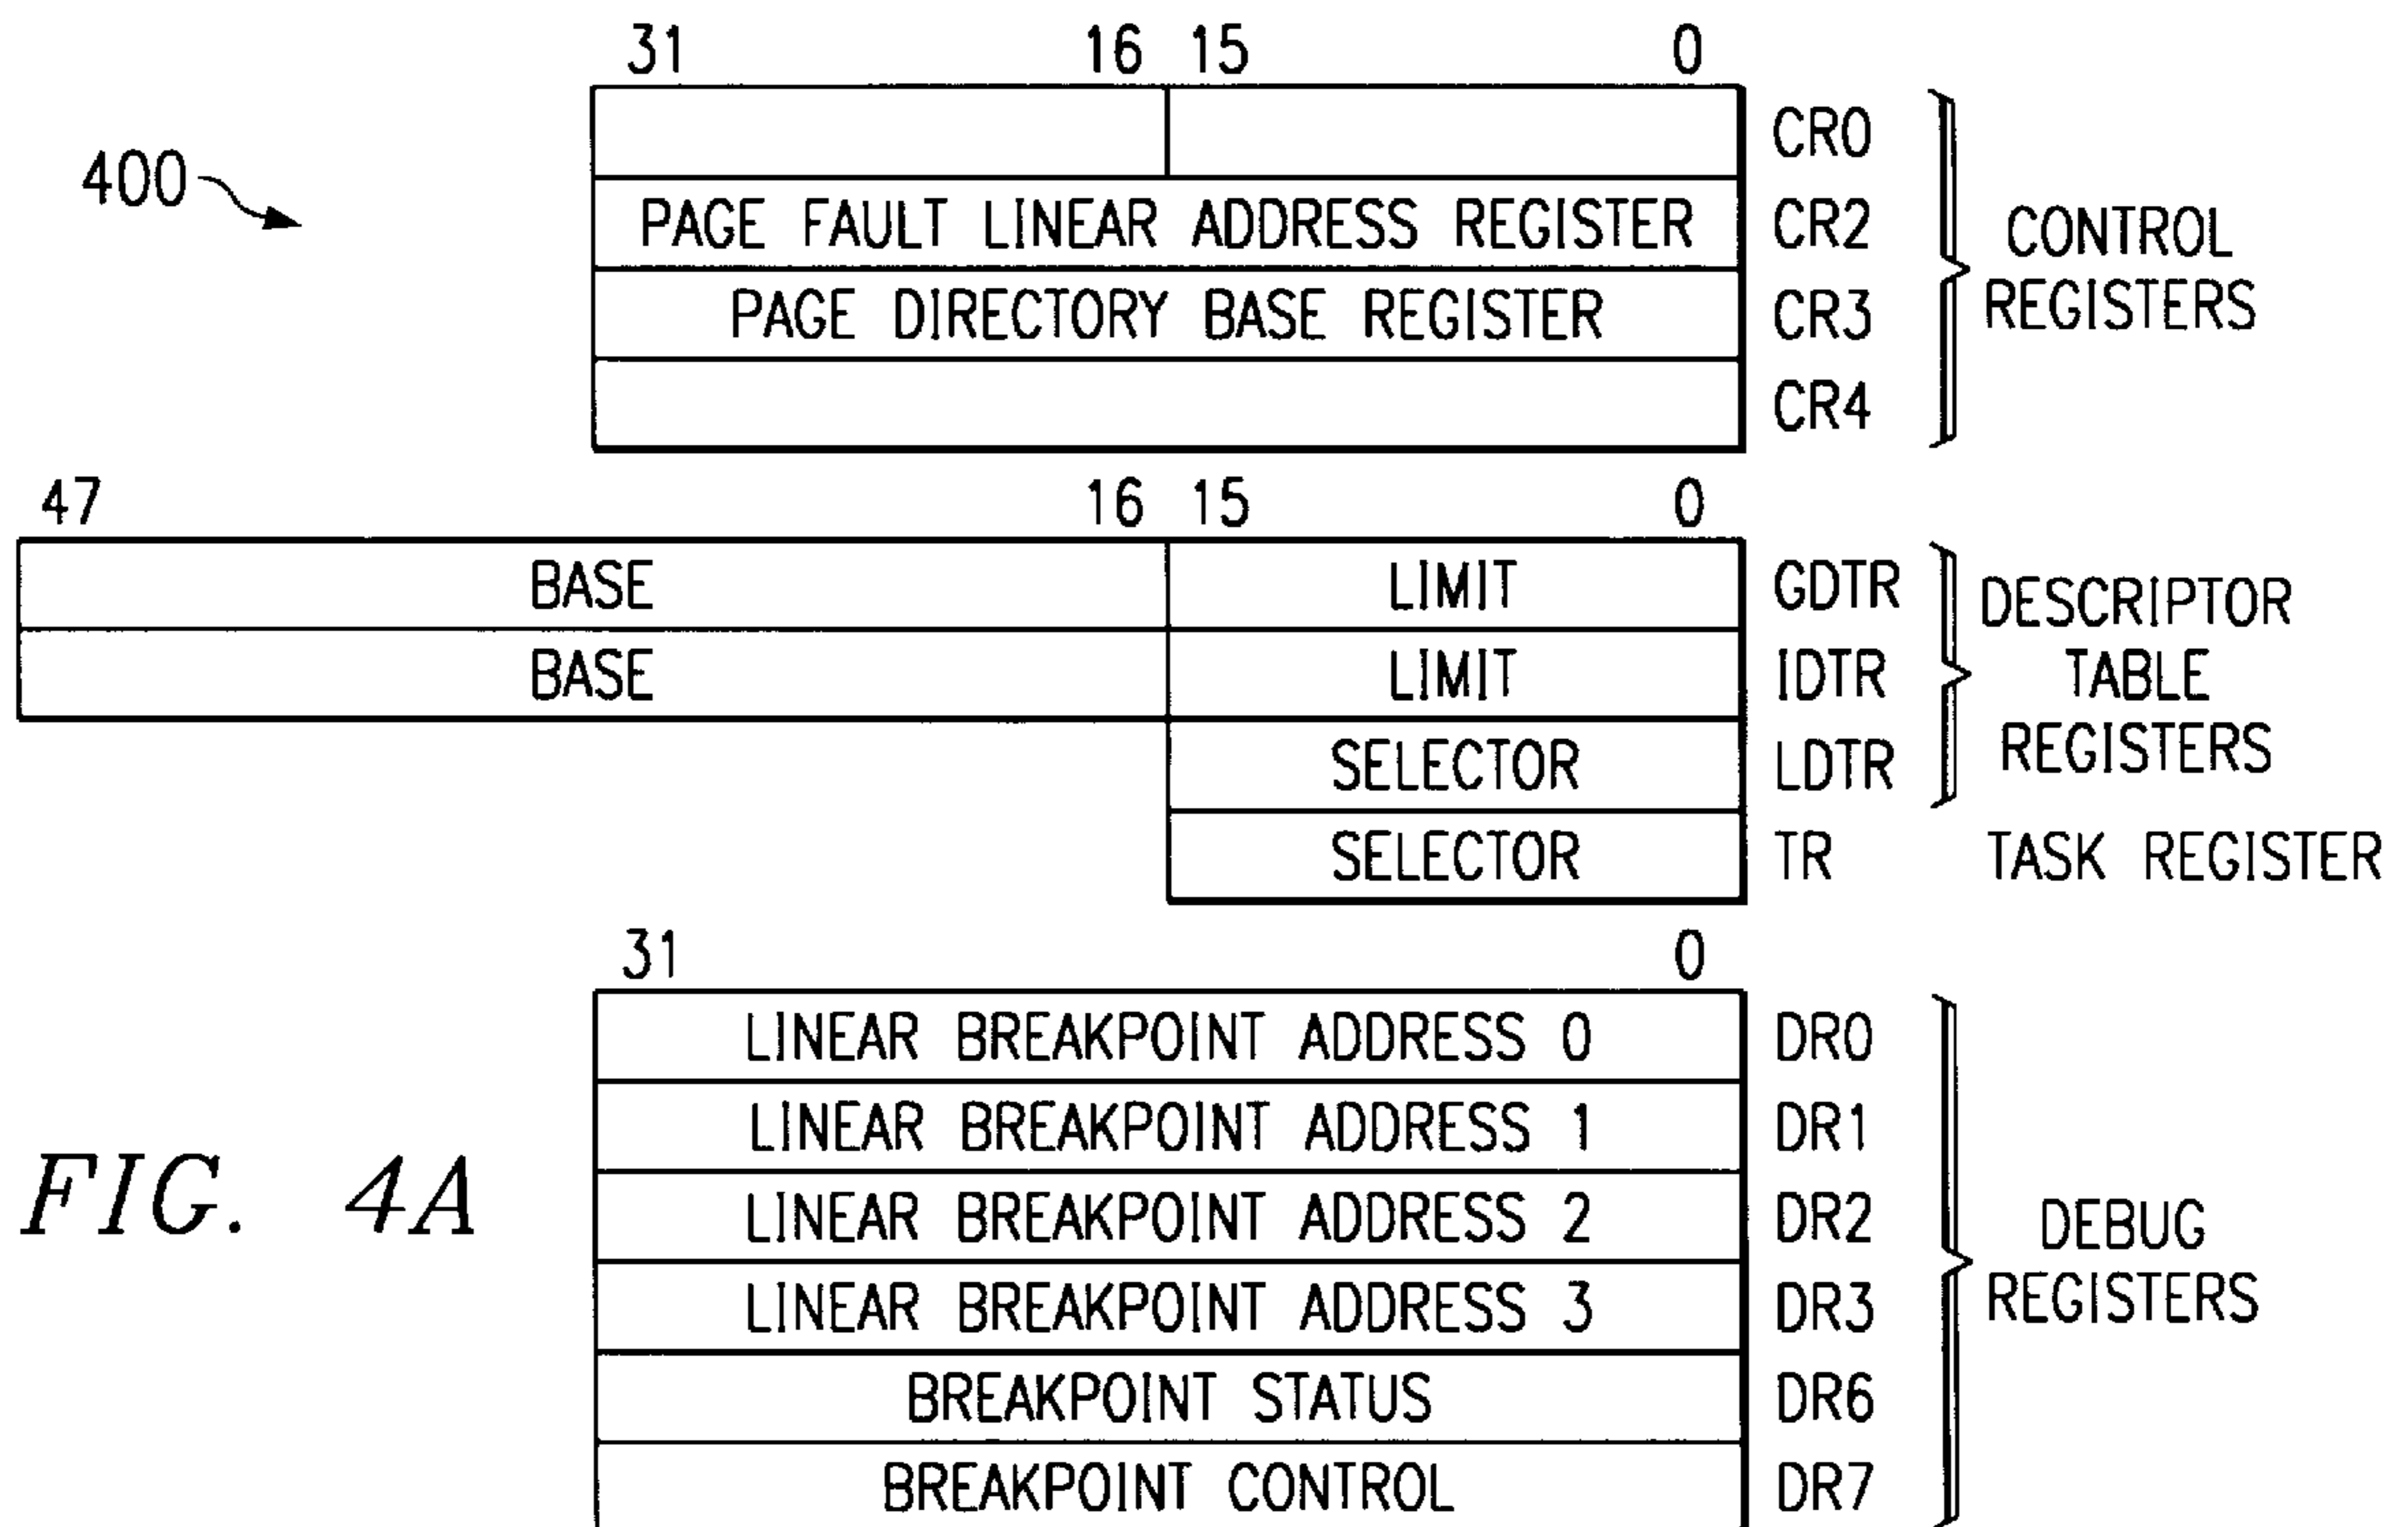 31 16 15 0
CR0
400
PAGE FAULT LINEAR ADDRESS REGISTER CR2
CONTROL
REGISTERS
PAGE DIRECTORY BASE REGISTER CR3
CR4
47 16 15 0
BASE LIMIT GDTR
BASE LIMIT IDTR
SELECTOR LDTR
DESCRIPTOR
TABLE
REGISTERS
SELECTOR TR TASK REGISTER
31 0
LINEAR BREAKPOINT ADDRESS 0 DR0
LINEAR BREAKPOINT ADDRESS 1 DR1
LINEAR BREAKPOINT ADDRESS 2 DR2
LINEAR BREAKPOINT ADDRESS 3 DR3
BREAKPOINT STATUS DR6
BREAKPOINT CONTROL DR7
DEBUG
REGISTERS
FIG. 4A